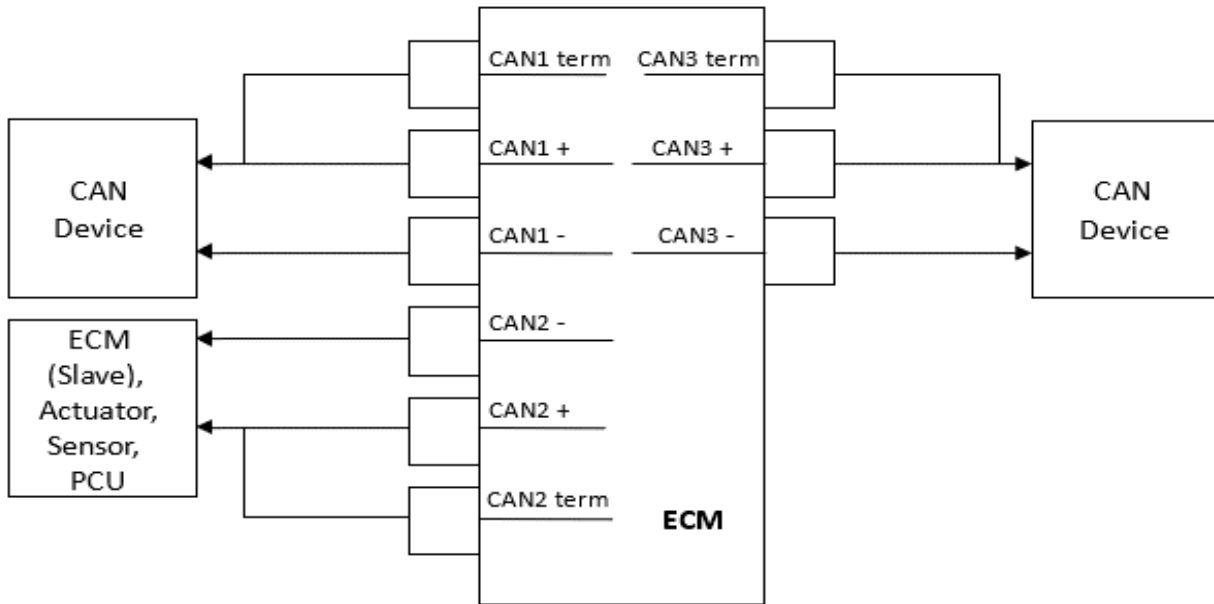 CAN1 term
CAN3 term
CAN1 +
CAN3 +
CAN
Device
CAN
Device
CAN1 -
CAN3 -
CAN2 -
ECM
(Slave),
Actuator,
Sensor,
PCU
CAN2 +
CAN2 term
ECM